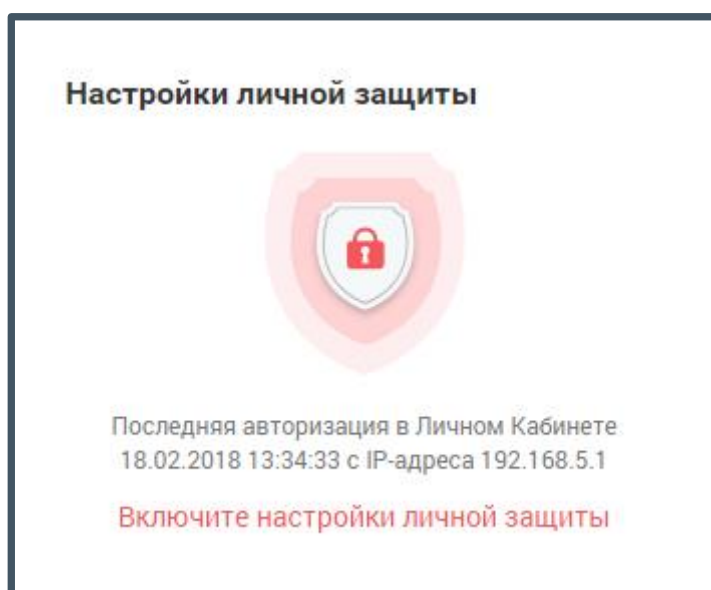 Настройки личной защиты
Последняя авторизация в Личном Кабинете
18.02.2018 13:34:33 с IP-адреса 192.168.5.1
Включите настройки личной защиты